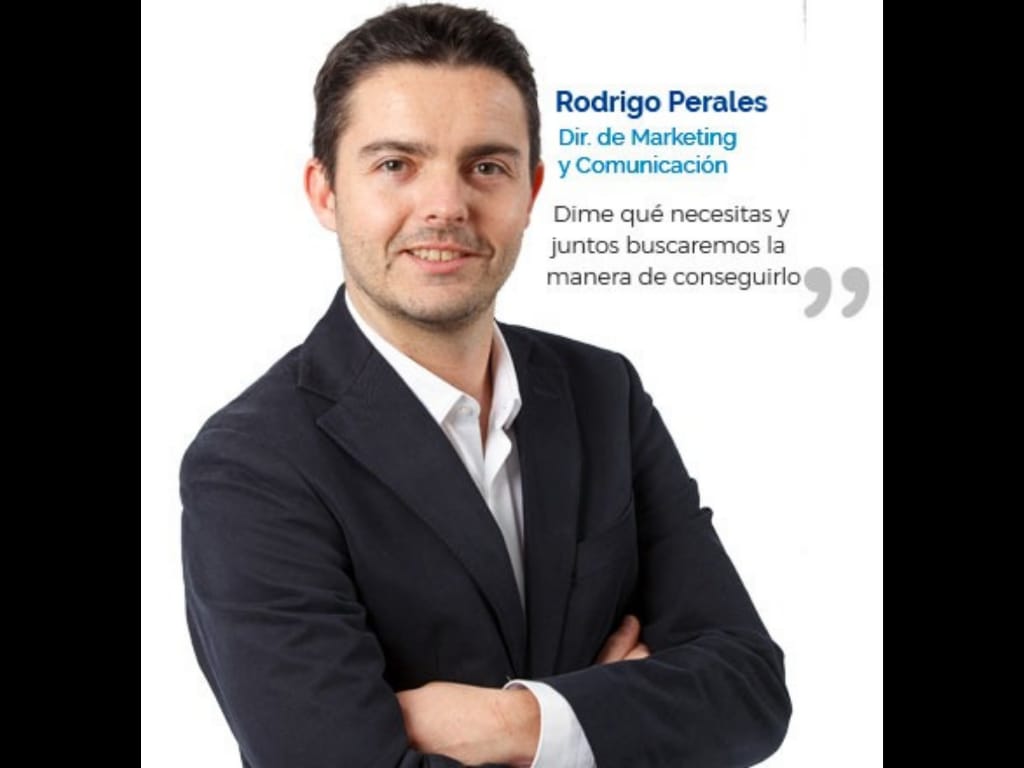 Rodrigo Perales
Dir. de Marketing
y Comunicación
Dime qué necesitas y
juntos buscaremos la
manera de conseguirlo ”